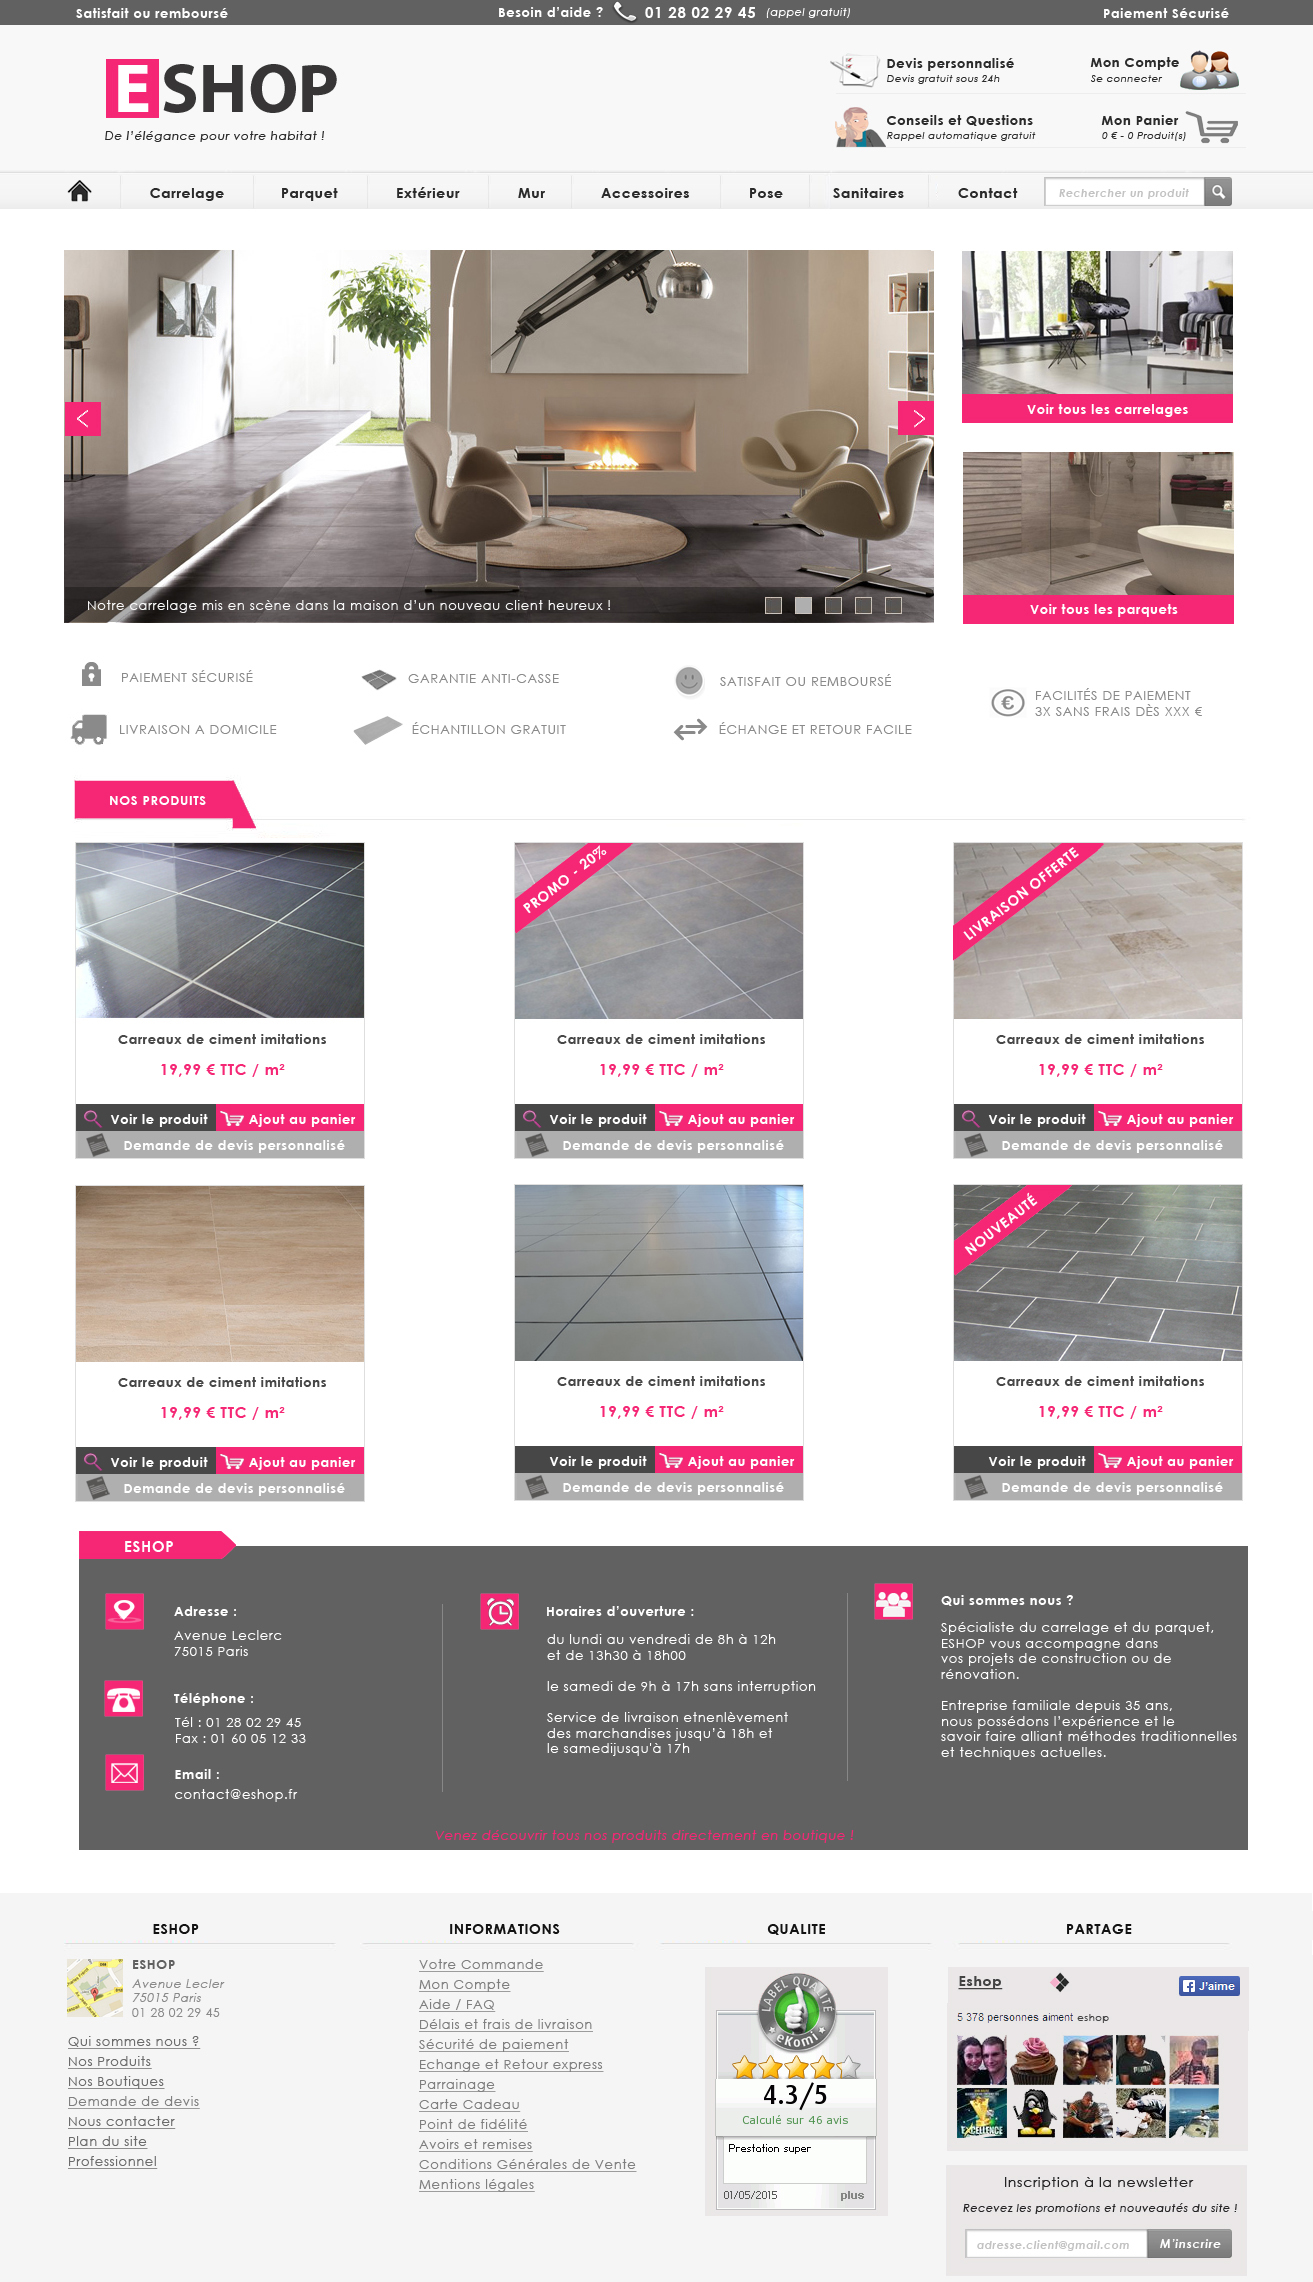 Satisfait ou remboursé
Besoin d'aide ? 01 28 02 29 45 (appel gratuit)
Paiement Sécurisé
ESHOP
De l'élégance pour votre habitat !
Devis personnalisé
Devis gratuit sous 24h
Mon Compte
Se connecter
Conseils et Questions
Rappel automatique gratuit
Mon Panier
0 € - 0 Produit(s)
Carrelage Parquet Extérieur Mur Accessoires Pose Sanitaires Contact Rechercher un produit
Voir tous les carrelages
Notre carrelage mis en scène dans la maison d'un nouveau client heureux !
Voir tous les parquets
PAIEMENT SÉCURISÉ
GARANTIE ANTI-CASSE
SATISFAIT OU REMBOURSÉ
FACILITÉS DE PAIEMENT
3X SANS FRAIS DÈS XXX €
LIVRAISON A DOMICILE
ÉCHANTILLON GRATUIT
ÉCHANGE ET RETOUR FACILE
NOS PRODUITS
Carreaux de ciment imitations
19,99 € TTC / m²
Voir le produit Ajout au panier
Demande de devis personnalisé
PROMO - 20%
Carreaux de ciment imitations
19,99 € TTC / m²
Voir le produit Ajout au panier
Demande de devis personnalisé
LIVRAISON OFFERTE
Carreaux de ciment imitations
19,99 € TTC / m²
Voir le produit Ajout au panier
Demande de devis personnalisé
Carreaux de ciment imitations
19,99 € TTC / m²
Voir le produit Ajout au panier
Demande de devis personnalisé
Carreaux de ciment imitations
19,99 € TTC / m²
Voir le produit Ajout au panier
Demande de devis personnalisé
NOUVEAUTÉ
Carreaux de ciment imitations
19,99 € TTC / m²
Voir le produit Ajout au panier
Demande de devis personnalisé
ESHOP
Adresse :
Avenue Leclerc
75015 Paris
Téléphone :
Tél : 01 28 02 29 45
Fax : 01 60 05 12 33
Email :
contact@eshop.fr
Horaires d'ouverture :
du lundi au vendredi de 8h à 12h
et de 13h30 à 18h00
le samedi de 9h à 17h sans interruption
Service de livraison etnenlèvement
des marchandises jusqu'à 18h et
le samedijusqu'à 17h
Qui sommes nous ?
Spécialiste du carrelage et du parquet,
ESHOP vous accompagne dans
vos projets de construction ou de
rénovation.
Entreprise familiale depuis 35 ans,
nous possédons l'expérience et le
savoir faire alliant méthodes traditionnelles
et techniques actuelles.
Venez découvrir tous nos produits directement en boutique !
ESHOP
ESHOP
Avenue Lecler
75015 Paris
01 28 02 29 45
Qui sommes nous ?
Nos Produits
Nos Boutiques
Demande de devis
Nous contacter
Plan du site
Professionnel
INFORMATIONS
Votre Commande
Mon Compte
Aide / FAQ
Délais et frais de livraison
Sécurité de paiement
Echange et Retour express
Parrainage
Carte Cadeau
Point de fidélité
Avoirs et remises
Conditions Générales de Vente
Mentions légales
QUALITE
LABEL QUALITÉ
eKomi
4.3/5
Calculé sur 46 avis
Prestation super
01/05/2015 plus
PARTAGE
Eshop
J'aime
5 378 personnes aiment eshop
EXCELLENCE
Inscription à la newsletter
Recevez les promotions et nouveautés du site !
adresse.client@gmail.com M'inscrire